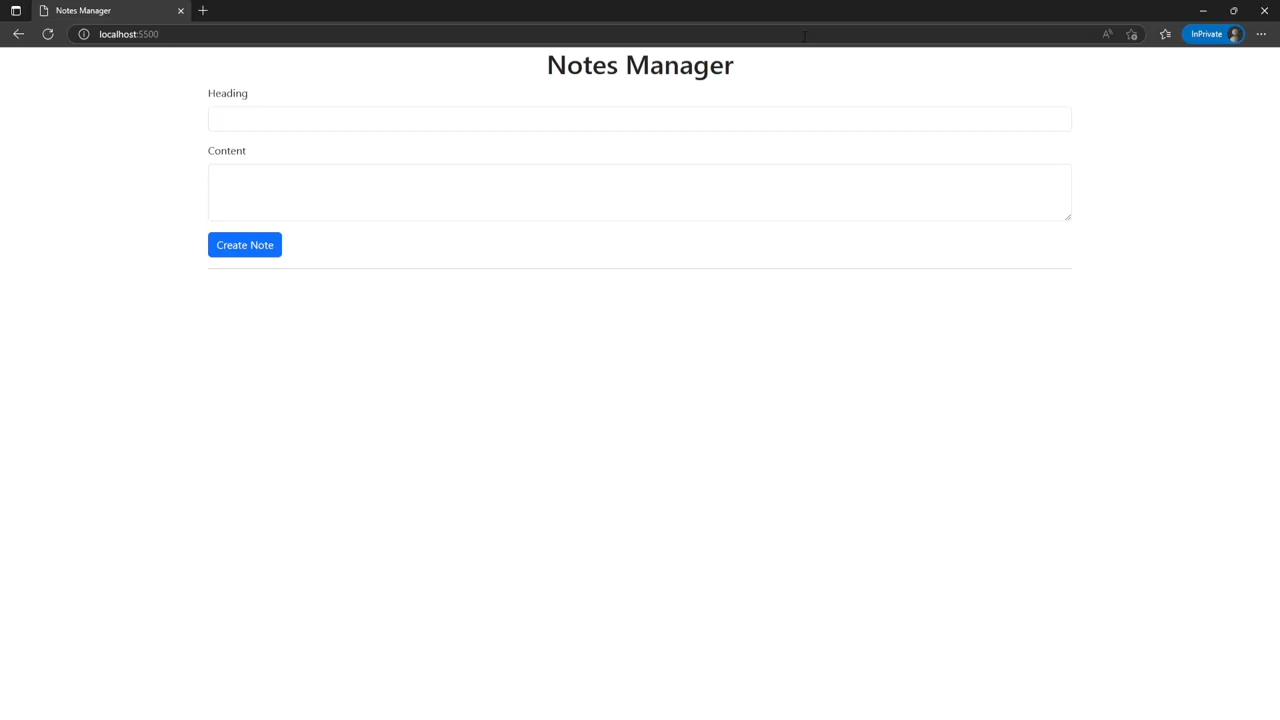 Notes Manager
localhost:5500
InPrivate
Notes Manager
Heading
Content
Create Note